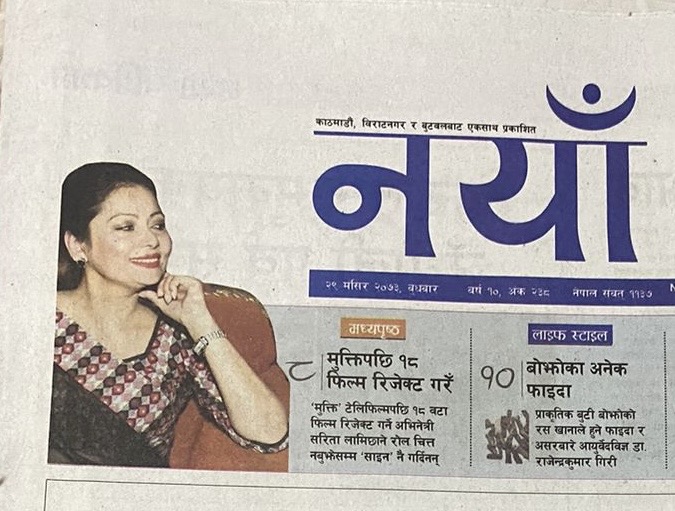 काठमाडौं, विराटनगर र बुटवलबाट एकसाथ प्रकाशित
नयाँ
२९ मंसिर २०७३, बुधबार वर्ष १०, अंक २३८ नेपाल संवत ११३७
मध्यपृष्ठ
८
मुक्तिपछि १८
फिल्म रिजेक्ट गरेँ
'मुक्ति' टेलिफिल्मपछि १८ वटा
फिल्म रिजेक्ट गर्ने अभिनेत्री
सरिता लामिछाने रोल चित्त
नबुझेसम्म 'साइन' नै गर्दिनन्
लाइफ स्टाइल
१०
बोझोका अनेक
फाइदा
प्राकृतिक बुटी बोझोको
रस खानाले हुने फाइदा र
असरबारे आयुर्वेदविज्ञ डा.
राजेन्द्रकुमार गिरी